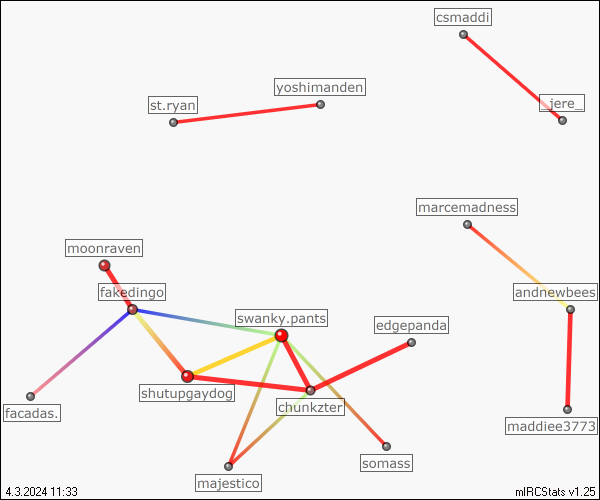 csmaddi
yoshimanden
st.ryan
_jere_
marcemadness
moonraven
fakedingo
andnewbees
swanky.pants
edgepanda
shutupgaydog
chunkzter
facadas.
maddiee3773
somass
majestico
4.3.2024 11:33
mIRCStats v1.25